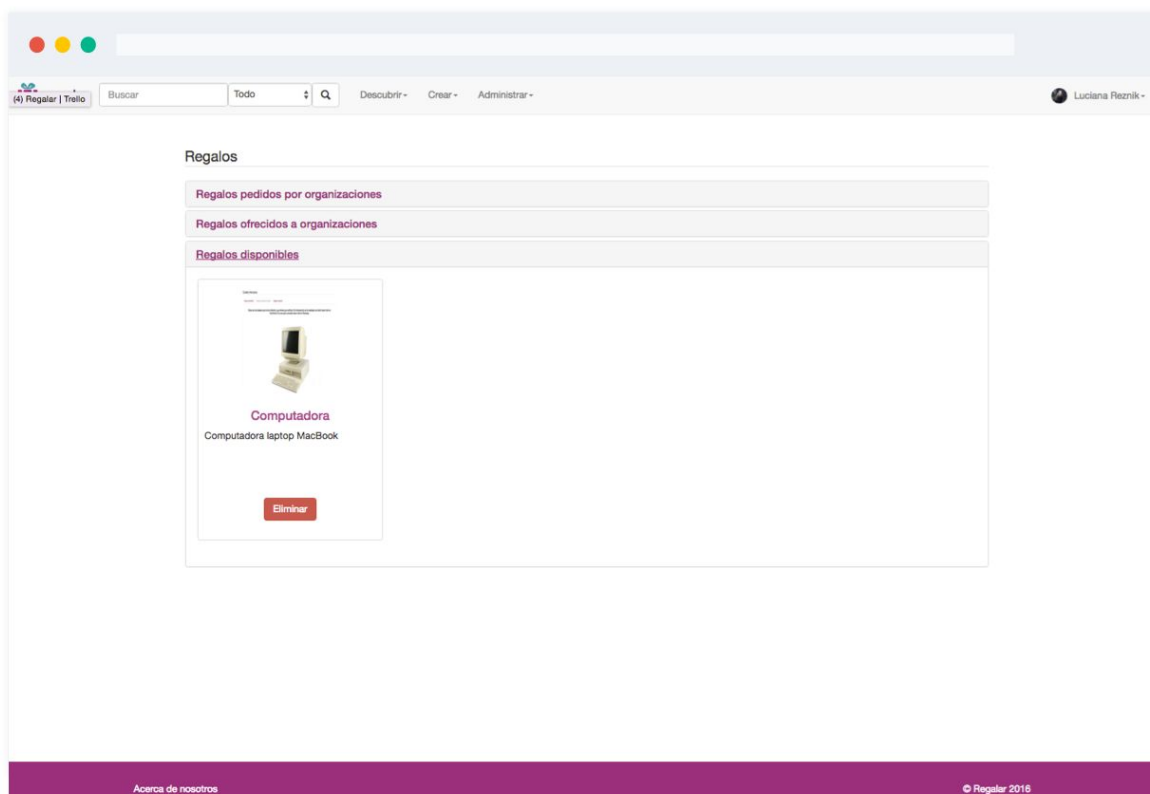 (4) Regalar | Trello
Buscar
Todo
Descubrir
Crear
Administrar
Luciana Reznik
Regalos
Regalos pedidos por organizaciones
Regalos ofrecidos a organizaciones
Regalos disponibles
Computadora
Computadora laptop MacBook
Eliminar
Acerca de nosotros
© Regalar 2016